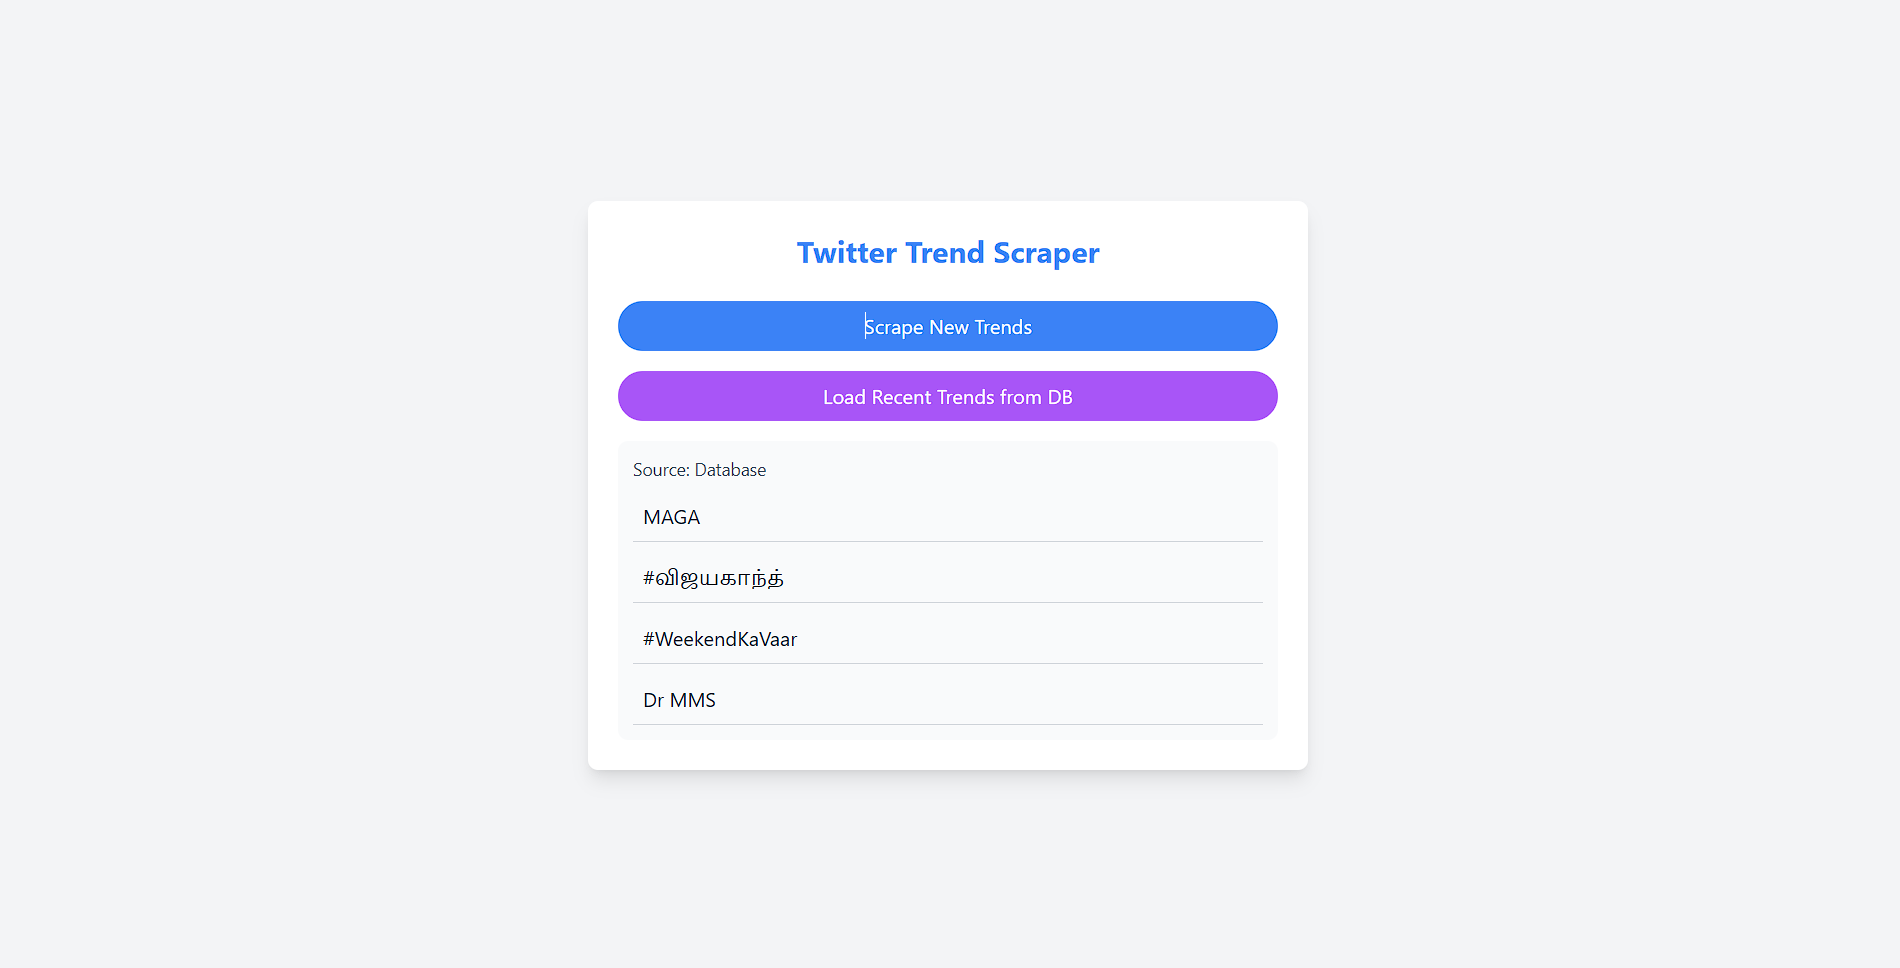 Twitter Trend Scraper
Scrape New Trends
Load Recent Trends from DB
Source: Database
MAGA
#விஜயகாந்த்
#WeekendKaVaar
Dr MMS